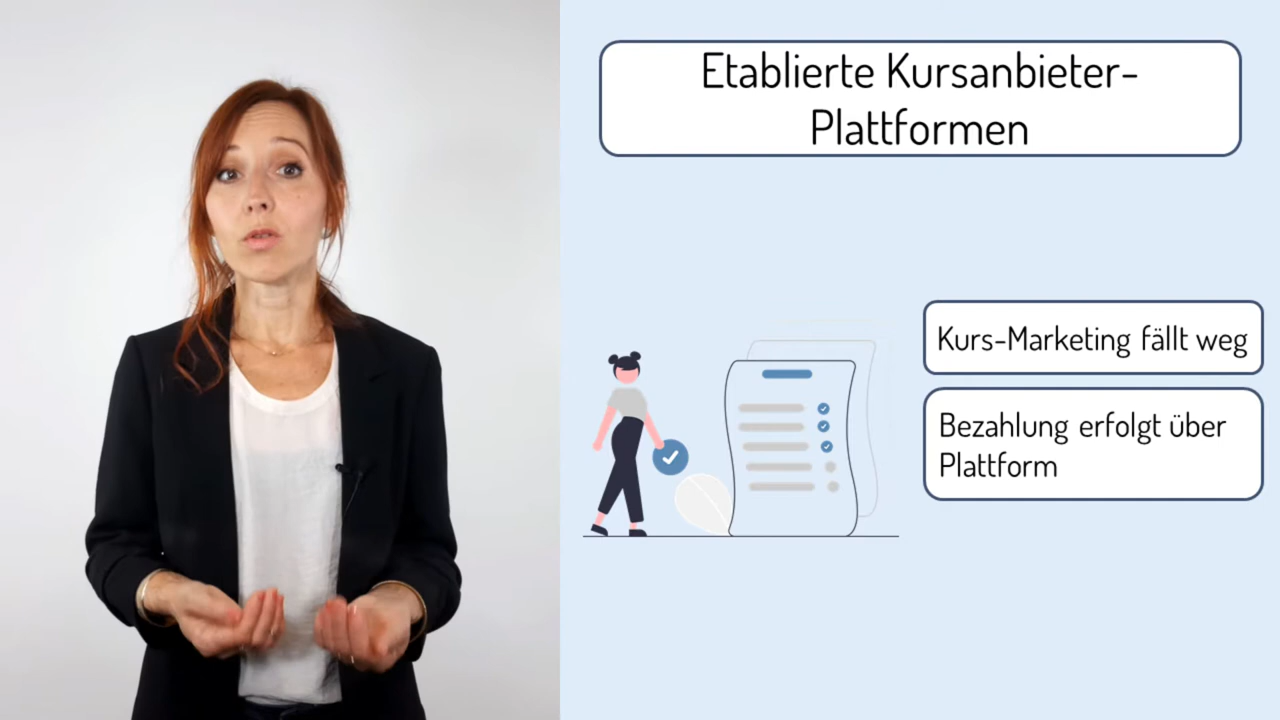 Etablierte Kursanbieter-
Plattformen
Kurs-Marketing fällt weg
Bezahlung erfolgt über
Plattform